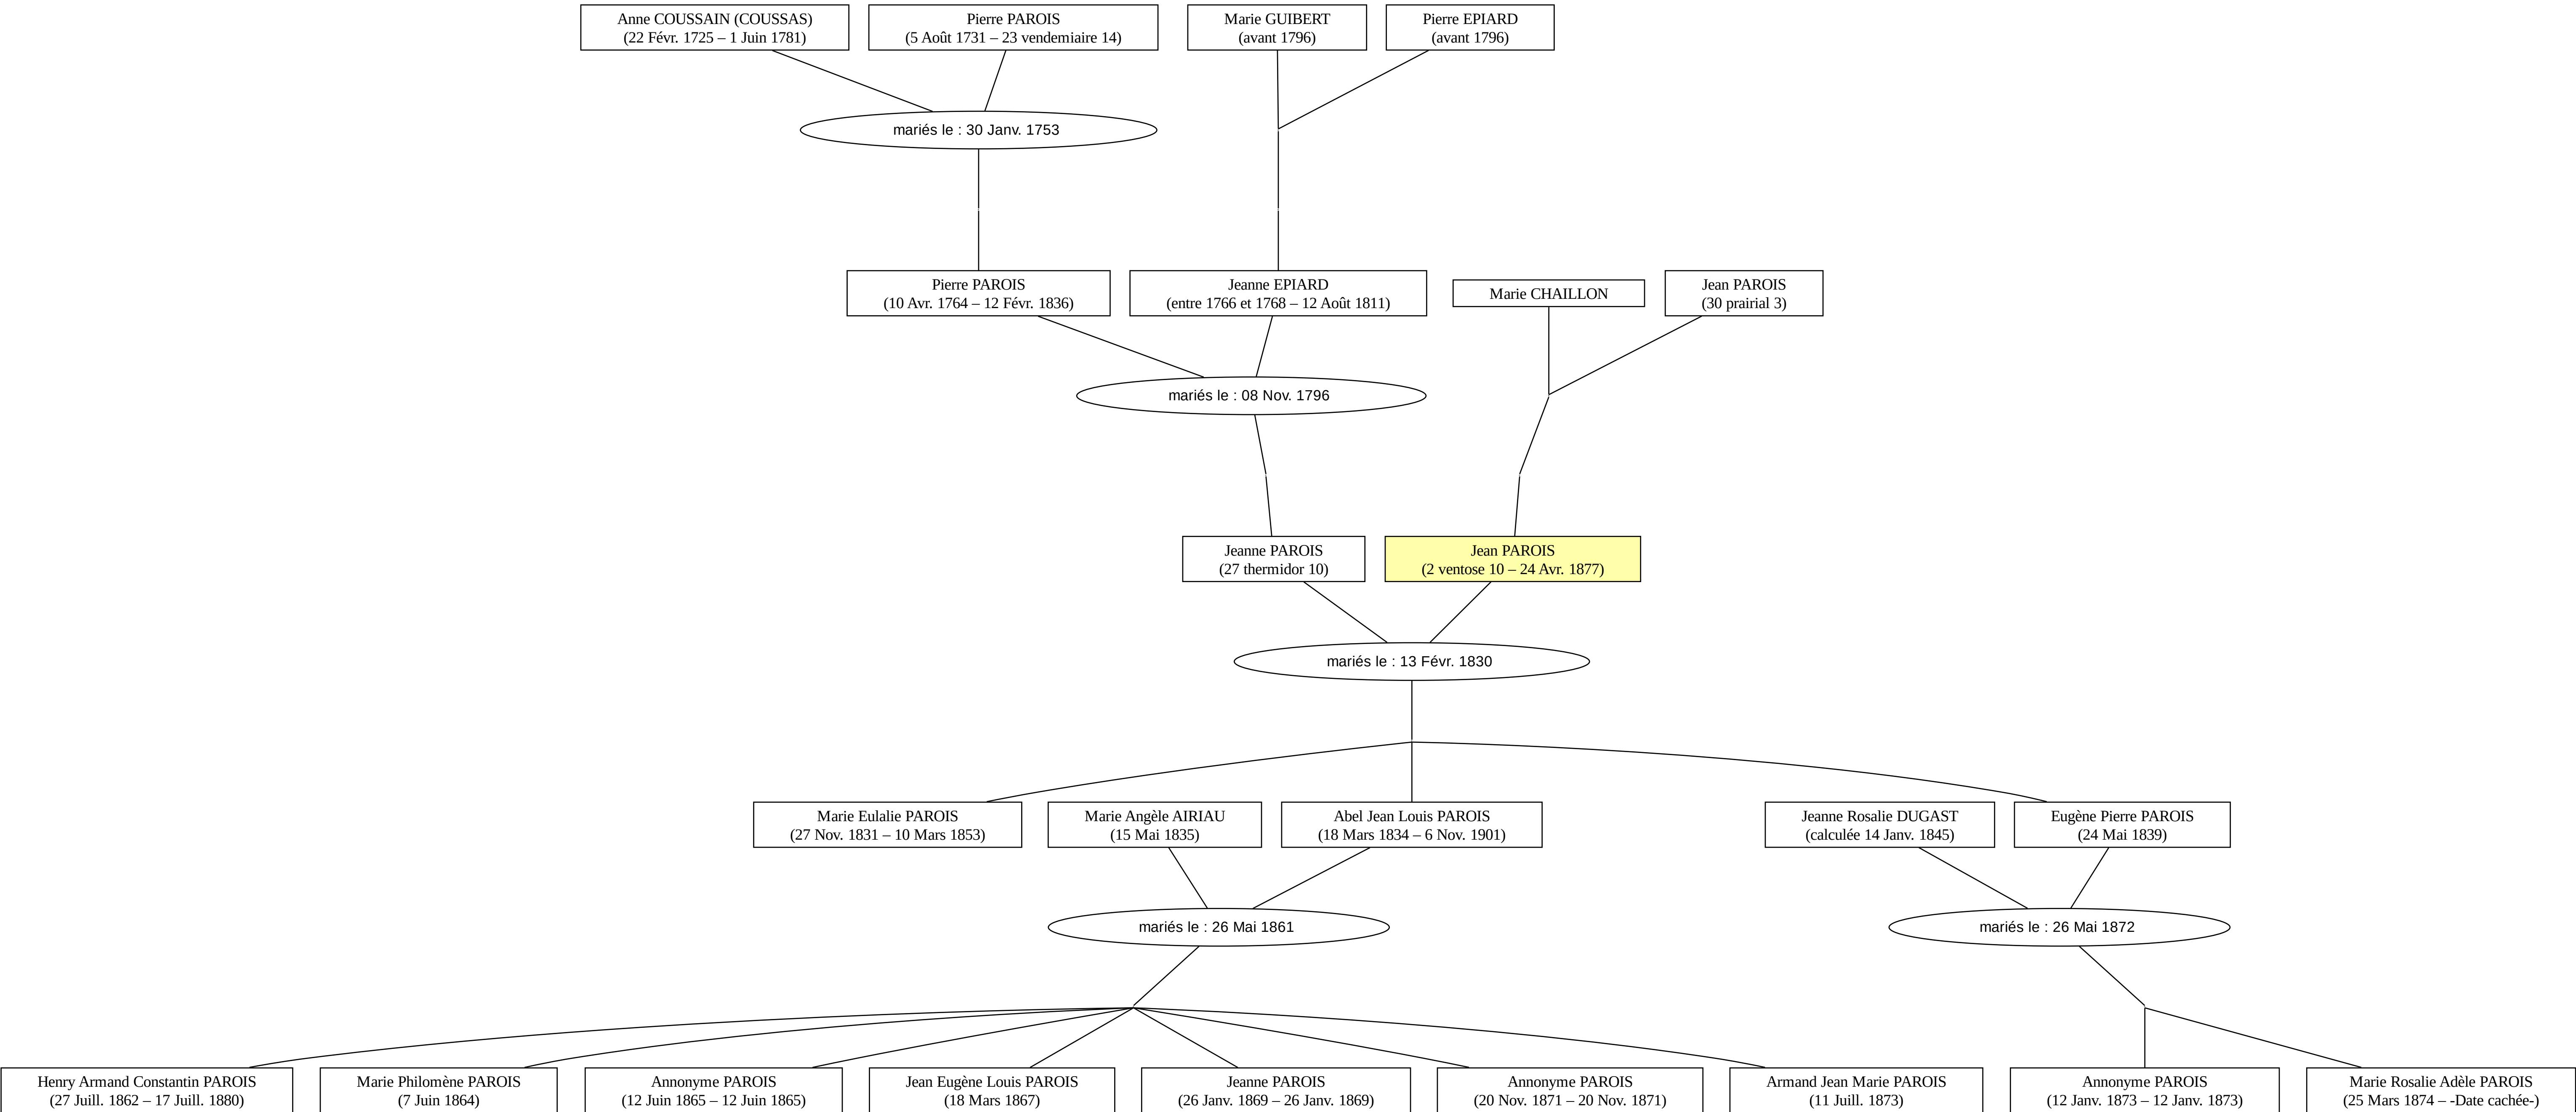 Anne COUSSAIN (COUSSAS)
(22 Févr. 1725 – 1 Juin 1781)
Pierre PAROIS
(5 Août 1731 – 23 vendemiaire 14)
Marie GUIBERT
(avant 1796)
Pierre EPIARD
(avant 1796)
mariés le : 30 Janv. 1753
Pierre PAROIS
(10 Avr. 1764 – 12 Févr. 1836)
Jeanne EPIARD
(entre 1766 et 1768 – 12 Août 1811)
Marie CHAILLON
Jean PAROIS
(30 prairial 3)
mariés le : 08 Nov. 1796
Jeanne PAROIS
(27 thermidor 10)
Jean PAROIS
(2 ventose 10 – 24 Avr. 1877)
mariés le : 13 Févr. 1830
Marie Eulalie PAROIS
(27 Nov. 1831 – 10 Mars 1853)
Marie Angèle AIRIAU
(15 Mai 1835)
Abel Jean Louis PAROIS
(18 Mars 1834 – 6 Nov. 1901)
Jeanne Rosalie DUGAST
(calculée 14 Janv. 1845)
Eugène Pierre PAROIS
(24 Mai 1839)
mariés le : 26 Mai 1861
mariés le : 26 Mai 1872
Henry Armand Constantin PAROIS
(27 Juill. 1862 – 17 Juill. 1880)
Marie Philomène PAROIS
(7 Juin 1864)
Annonyme PAROIS
(12 Juin 1865 – 12 Juin 1865)
Jean Eugène Louis PAROIS
(18 Mars 1867)
Jeanne PAROIS
(26 Janv. 1869 – 26 Janv. 1869)
Annonyme PAROIS
(20 Nov. 1871 – 20 Nov. 1871)
Armand Jean Marie PAROIS
(11 Juill. 1873)
Annonyme PAROIS
(12 Janv. 1873 – 12 Janv. 1873)
Marie Rosalie Adèle PAROIS
(25 Mars 1874 – -Date cachée-)